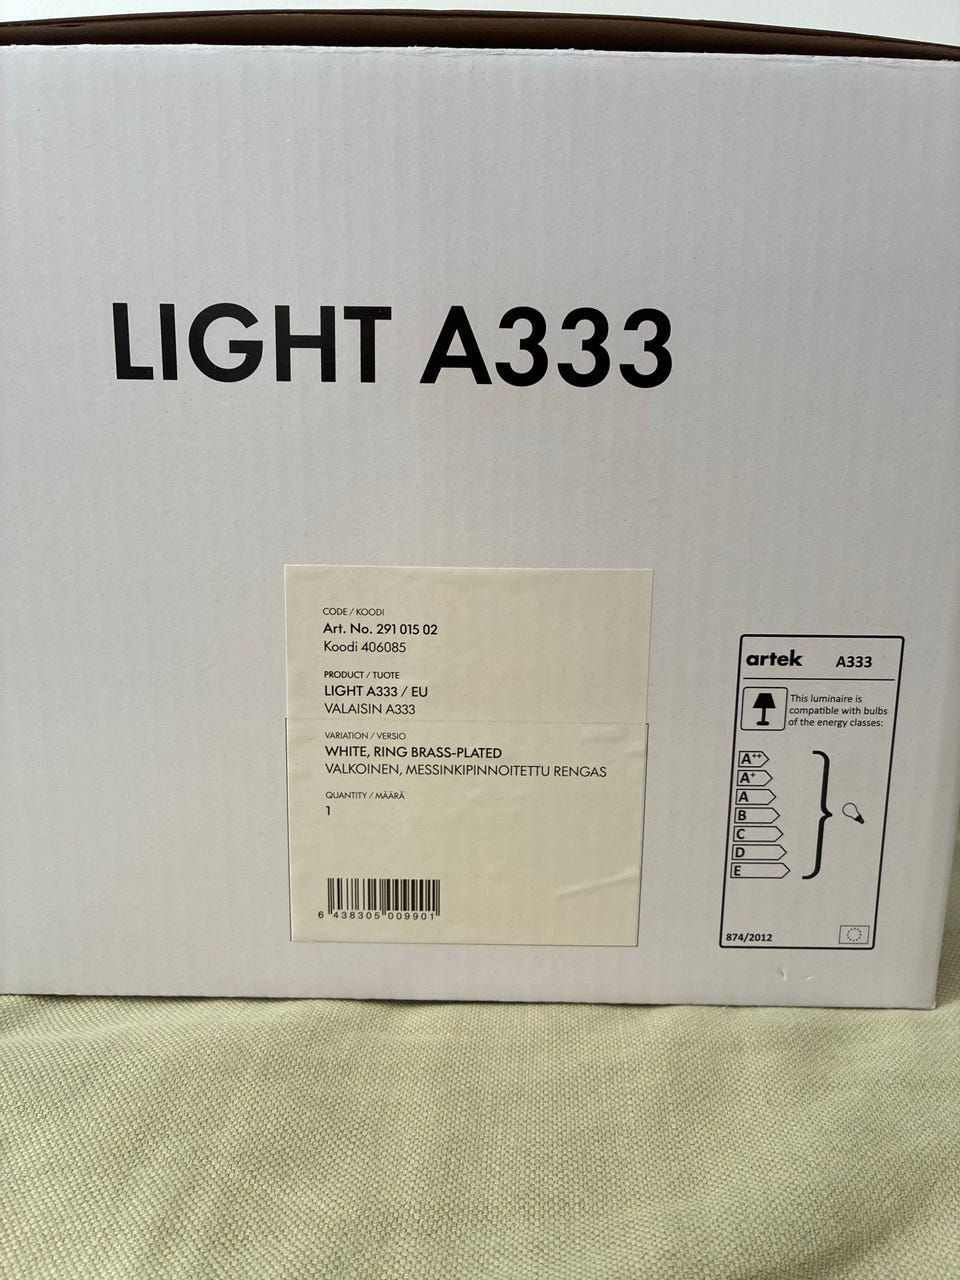 LIGHT A333
CODE / KOODI
Art. No. 291 015 02
Koodi 406085
PRODUCT / TUOTE
LIGHT A333 / EU
VALAISIN A333
VARIATION / VERSIO
WHITE, RING BRASS-PLATED
VALKOINEN, MESSINKIPINNOITETTU RENGAS
QUANTITY / MÄÄRÄ
1
6 438305 009901
artek A333
This luminaire is
compatible with bulbs
of the energy classes:
A++
A+
A
B
C
D
E
874/2012